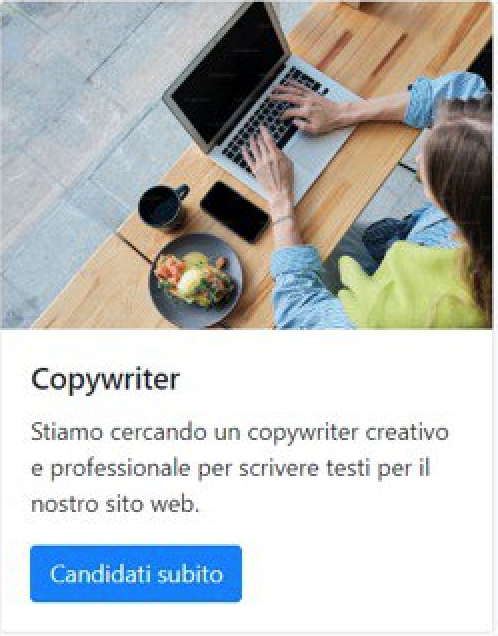 Copywriter
Stiamo cercando un copywriter creativo
e professionale per scrivere testi per il
nostro sito web.
Candidati subito